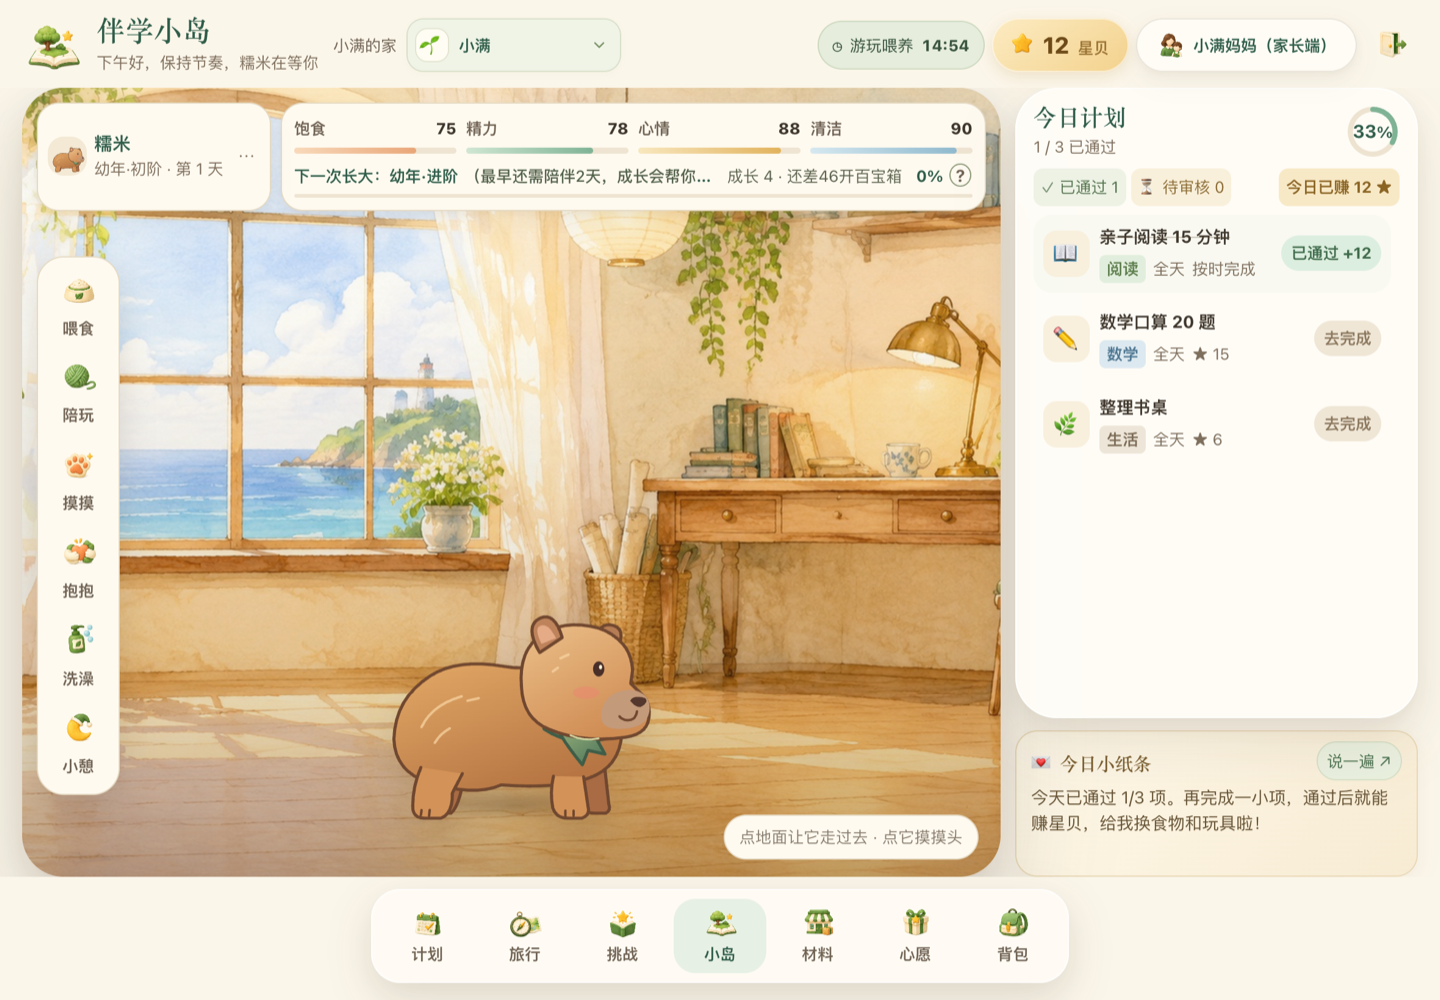 伴学小岛
下午好，保持节奏，糯米在等你
小满的家
小满
游玩喂养 14:54
12 星贝
小满妈妈（家长端）
糯米
幼年·初阶 · 第 1 天
...
饱食 75 精力 78 心情 88 清洁 90
下一次长大：幼年·进阶 （最早还需陪伴2天，成长会帮你... 成长 4 · 还差46开百宝箱 0% ?
喂食
陪玩
摸摸
抱抱
洗澡
小憩
点地面让它走过去 · 点它摸摸头
今日计划
1 / 3 已通过
33%
✓ 已通过 1
待审核 0
今日已赚 12 ★
亲子阅读 15 分钟
阅读 全天 按时完成
已通过 +12
数学口算 20 题
数学 全天 ★ 15
去完成
整理书桌
生活 全天 ★ 6
去完成
今日小纸条
说一遍 ↗
今天已通过 1/3 项。再完成一小项，通过后就能
赚星贝，给我换食物和玩具啦！
计划
旅行
挑战
小岛
材料
心愿
背包